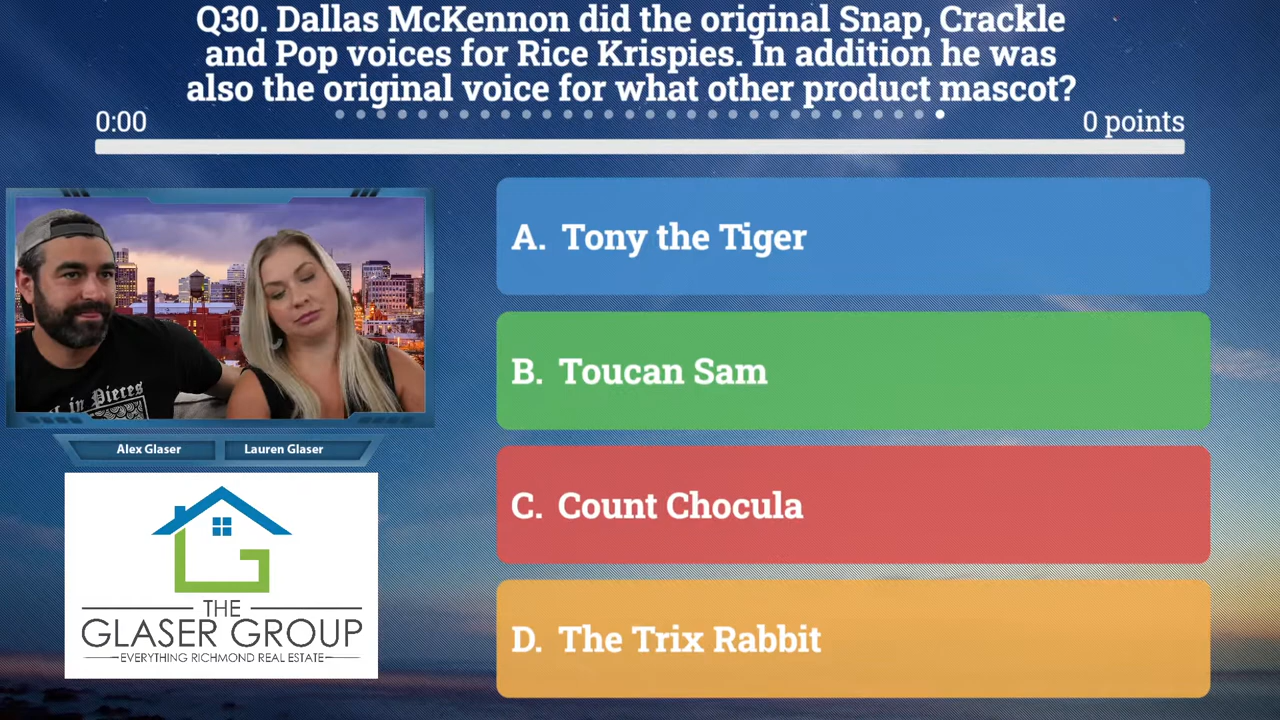 Q30. Dallas McKennon did the original Snap, Crackle
and Pop voices for Rice Krispies. In addition he was
also the original voice for what other product mascot?
0:00
0 points
A. Tony the Tiger
B. Toucan Sam
C. Count Chocula
D. The Trix Rabbit
in Pieces
Alex Glaser
Lauren Glaser
THE
GLASER GROUP
EVERYTHING RICHMOND REAL ESTATE